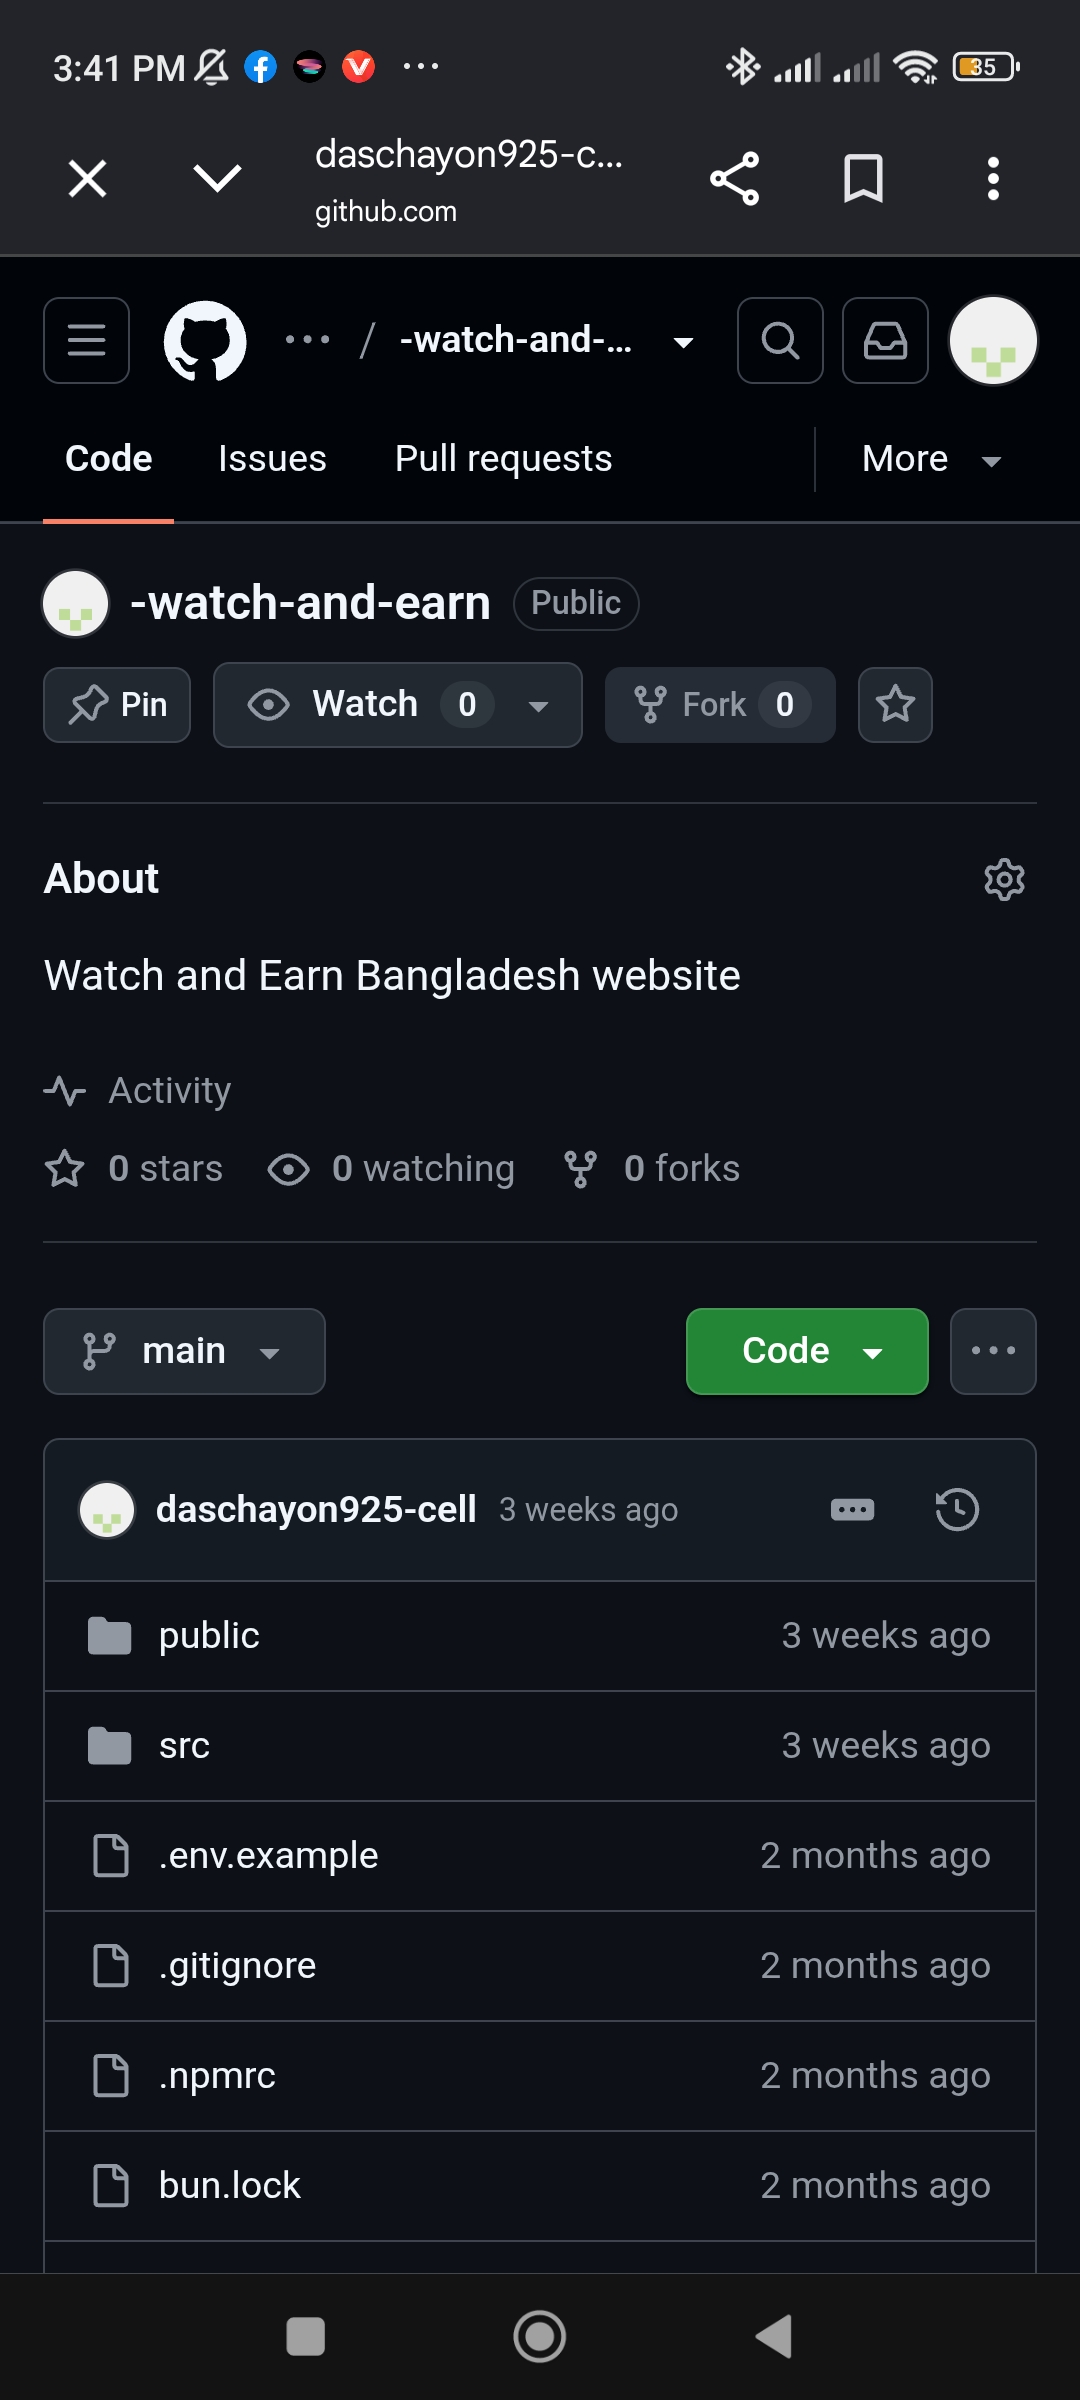 3:41 PM
35
daschayon925-c...
github.com
... / -watch-and-...
Code Issues Pull requests More
-watch-and-earn Public
Pin Watch 0 Fork 0
About
Watch and Earn Bangladesh website
Activity
0 stars 0 watching 0 forks
main Code
daschayon925-cell 3 weeks ago
public 3 weeks ago
src 3 weeks ago
.env.example 2 months ago
.gitignore 2 months ago
.npmrc 2 months ago
bun.lock 2 months ago